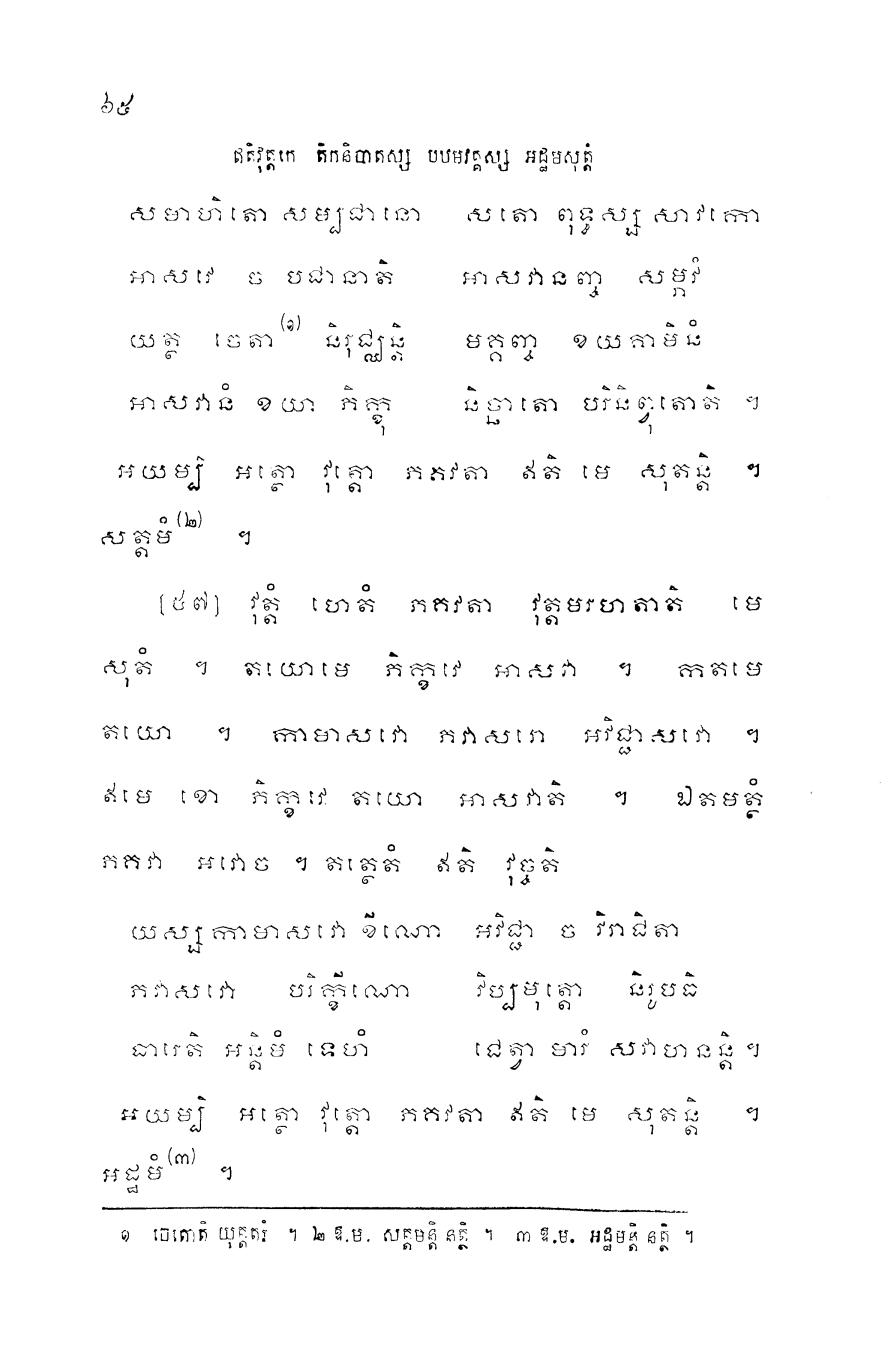 ៦៥
ឥតិវុត្តកេ តិកនិបាតស្ស បឋមវគ្គស្ស អដ្ឋមសុត្តំ
សមាហិតោ សម្បជានោ សតោ ពុទ្ធស្ស សាវកោ
អាសវេ ច បជានាតិ អាសវានញ្ច សម្ភវំ
យត្ថ ចេតា(១) និរុជ្ឈន្តិ មគ្គញ្ច ខយគាមិនំ
អាសវានំ ខយា ភិក្ខុ និច្ឆាតោ បរិនិព្វុតោតិ ។
អយម្បិ អត្ថោ វុត្តោ ភគវតា ឥតិ មេ សុតន្តិ ។
សត្តមំ(២) ។
[៥៧] វុត្តំ ហេតំ ភគវតា វុត្តមរហតាតិ មេ
សុតំ ។ តយោមេ ភិក្ខវេ អាសវា ។ កតមេ
តយោ ។ កាមាសវោ ភវាសវោ អវិជ្ជាសវោ ។
ឥមេ ខោ ភិក្ខវេ តយោ អាសវាតិ ។ ឯតមត្ថំ
ភគវា អវោច ។ តត្ថេតំ ឥតិ វុច្ចតិ
យស្ស កាមាសវោ ខីណោ អវិជ្ជា ច វិរាជិតា
ភវាសវោ បរិក្ខីណោ វិប្បមុត្តោ និរូបធិ
ធារេតិ អន្តិមំ ទេហំ ជេត្វា មារំ សវាហនន្តិ ។
អយម្បិ អត្ថោ វុត្តោ ភគវតា ឥតិ មេ សុតន្តិ ។
អដ្ឋមំ(៣) ។
១ ចេតោតិ យុត្តតរំ ។ ២ ឱ.ម. សត្តមន្តិ នត្ថិ ។ ៣ ឱ.ម. អដ្ឋមន្តិ នត្ថិ ។